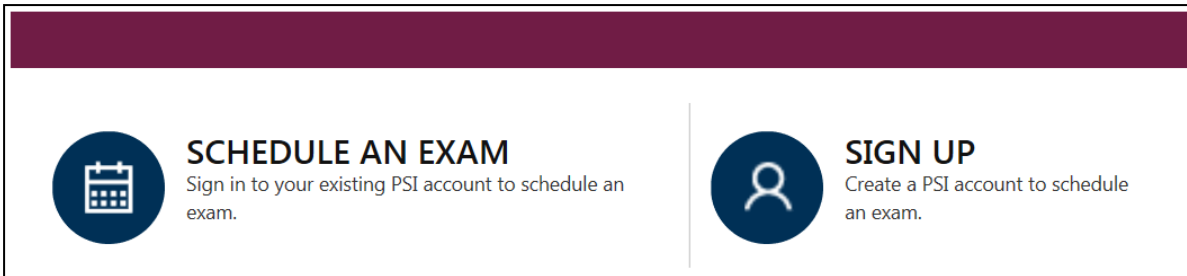 SCHEDULE AN EXAM
Sign in to your existing PSI account to schedule an
exam.
SIGN UP
Create a PSI account to schedule
an exam.